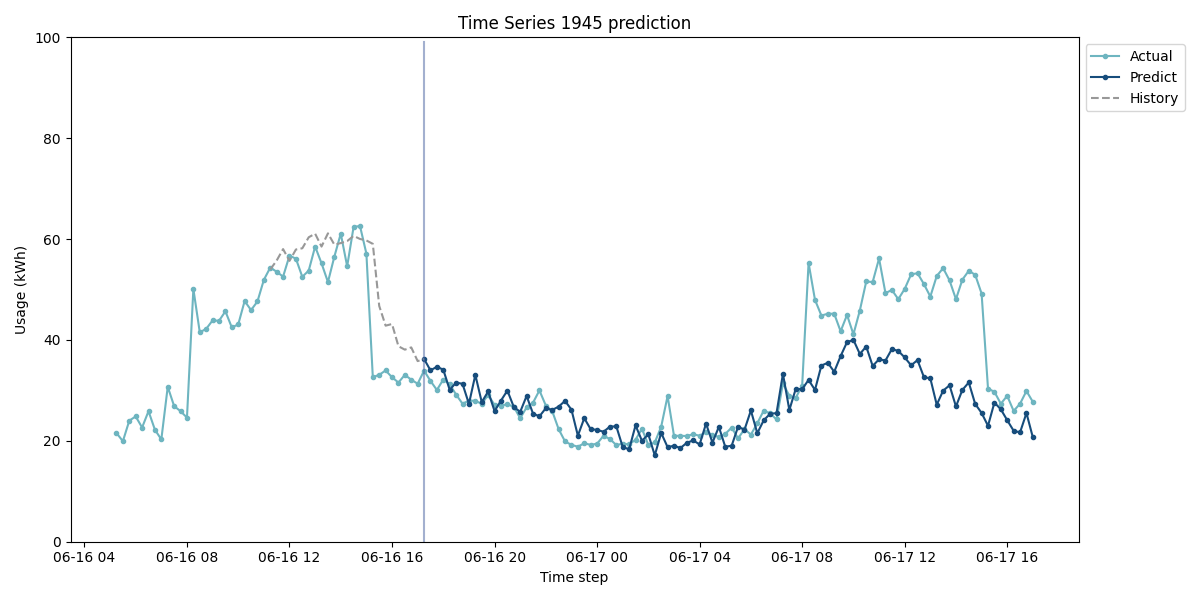 Time Series 1945 prediction
100
80
60
40
20
0
Usage (kWh)
06-16 04
06-16 08
06-16 12
06-16 16
06-16 20
06-17 00
06-17 04
06-17 08
06-17 12
06-17 16
Time step
Actual
Predict
History